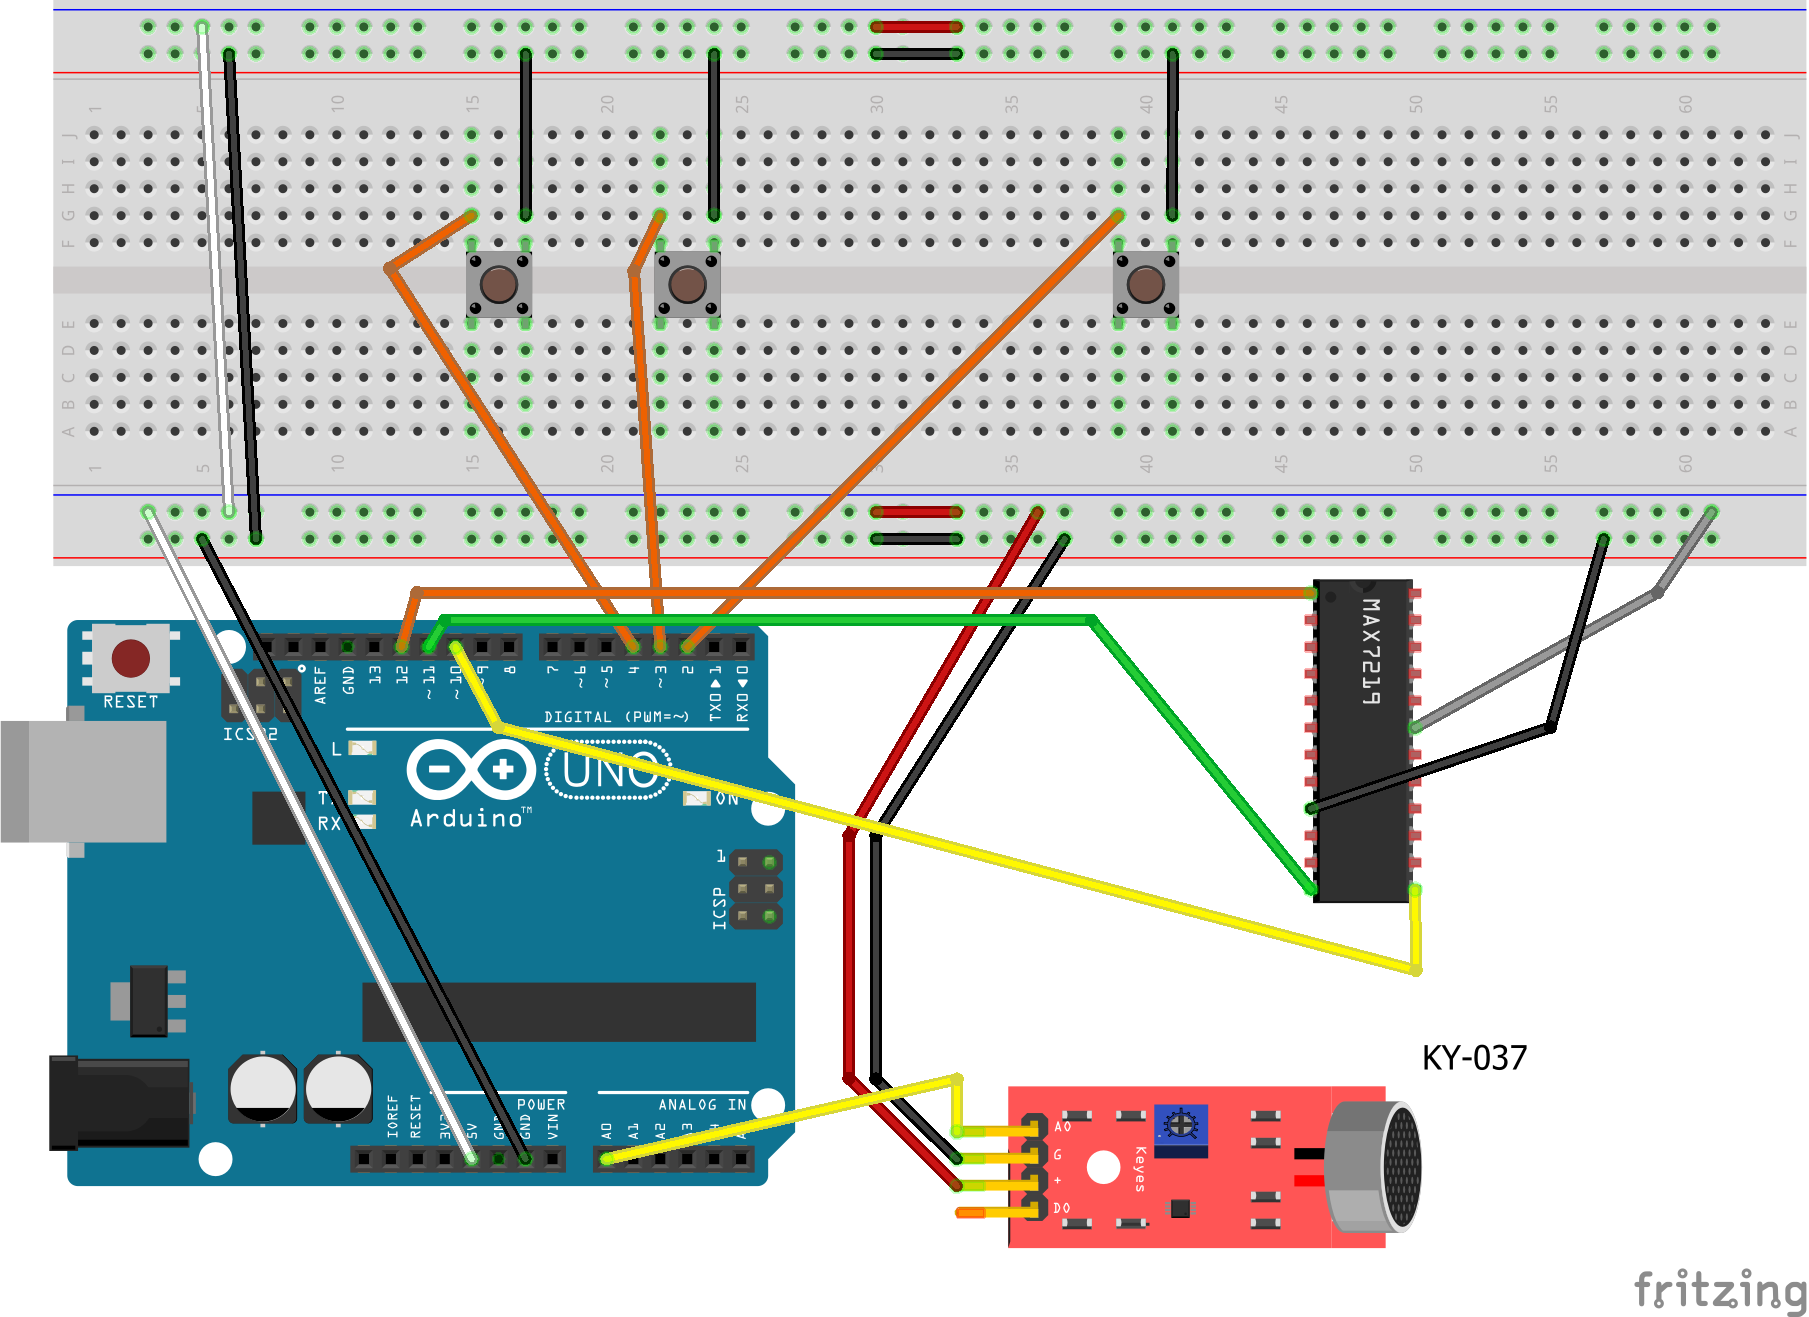 1 5 10 15 20 25 30 35 40 45 50 55 60
J J
I I
H H
G G
F F
E E
D D
C C
B B
A A
1 5 10 15 20 25 30 35 40 45 50 55 60
RESET
ICSP2
AREF
GND
13
12
~11
~10
~9
8
7
~6
~5
4
~3
2
TX0▶1
RX0◀0
DIGITAL (PWM=~)
L
TX
RX
UNO
ON
Arduino™
1
ICSP
MAX7219
IOREF
RESET
3V3
5V
GND
GND
VIN
POWER
ANALOG IN
A0
A1
A2
KY-037
A0
G
+
D0
Keyes
fritzing